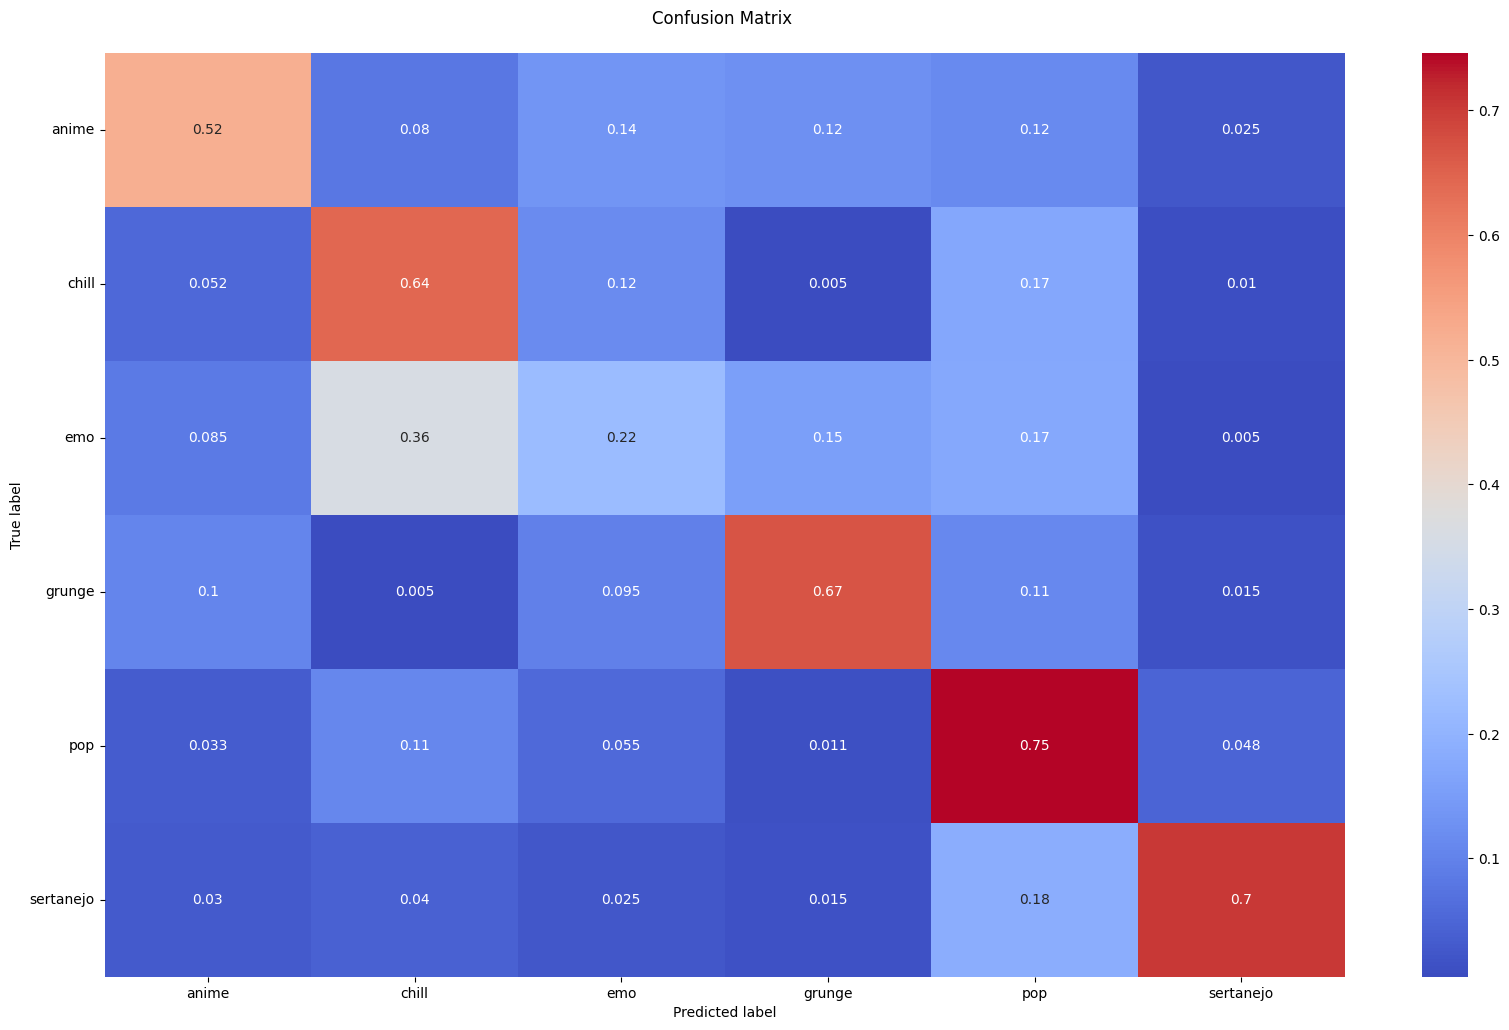 Confusion Matrix
anime 0.52 0.08 0.14 0.12 0.12 0.025
chill 0.052 0.64 0.12 0.005 0.17 0.01
emo 0.085 0.36 0.22 0.15 0.17 0.005
grunge 0.1 0.005 0.095 0.67 0.11 0.015
pop 0.033 0.11 0.055 0.011 0.75 0.048
sertanejo 0.03 0.04 0.025 0.015 0.18 0.7
anime chill emo grunge pop sertanejo
Predicted label
True label
0.7
0.6
0.5
0.4
0.3
0.2
0.1